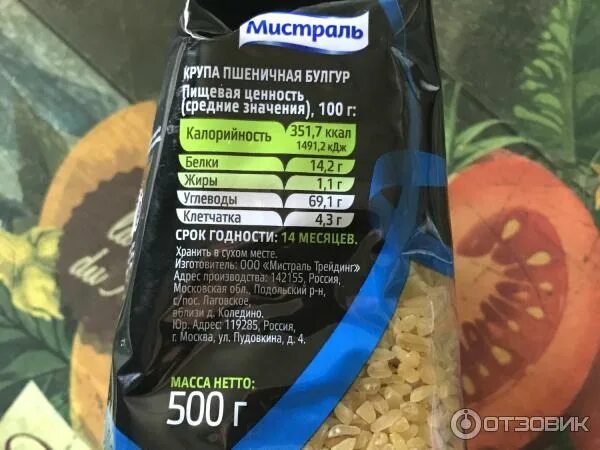 Мистраль
КРУПА ПШЕНИЧНАЯ БУЛГУР
Пищевая ценность
(средние значения), 100 г:
Калорийность 351,7 ккал
1491,2 кДж
Белки 14,2 г
Жиры 1,1 г
Углеводы 69,1 г
Клетчатка 4,3 г
СРОК ГОДНОСТИ: 14 МЕСЯЦЕВ.
Хранить в сухом месте.
Изготовитель: ООО «Мистраль Трейдинг»
Адрес производства: 142155, Россия,
Московская обл., Подольский р-н,
с/пос. Лаговское,
вблизи д. Коледино.
Юр. Адрес: 119285, Россия,
г. Москва, ул. Пудовкина, д. 4.
МАССА НЕТТО:
500 г
du
ОТЗОВИК